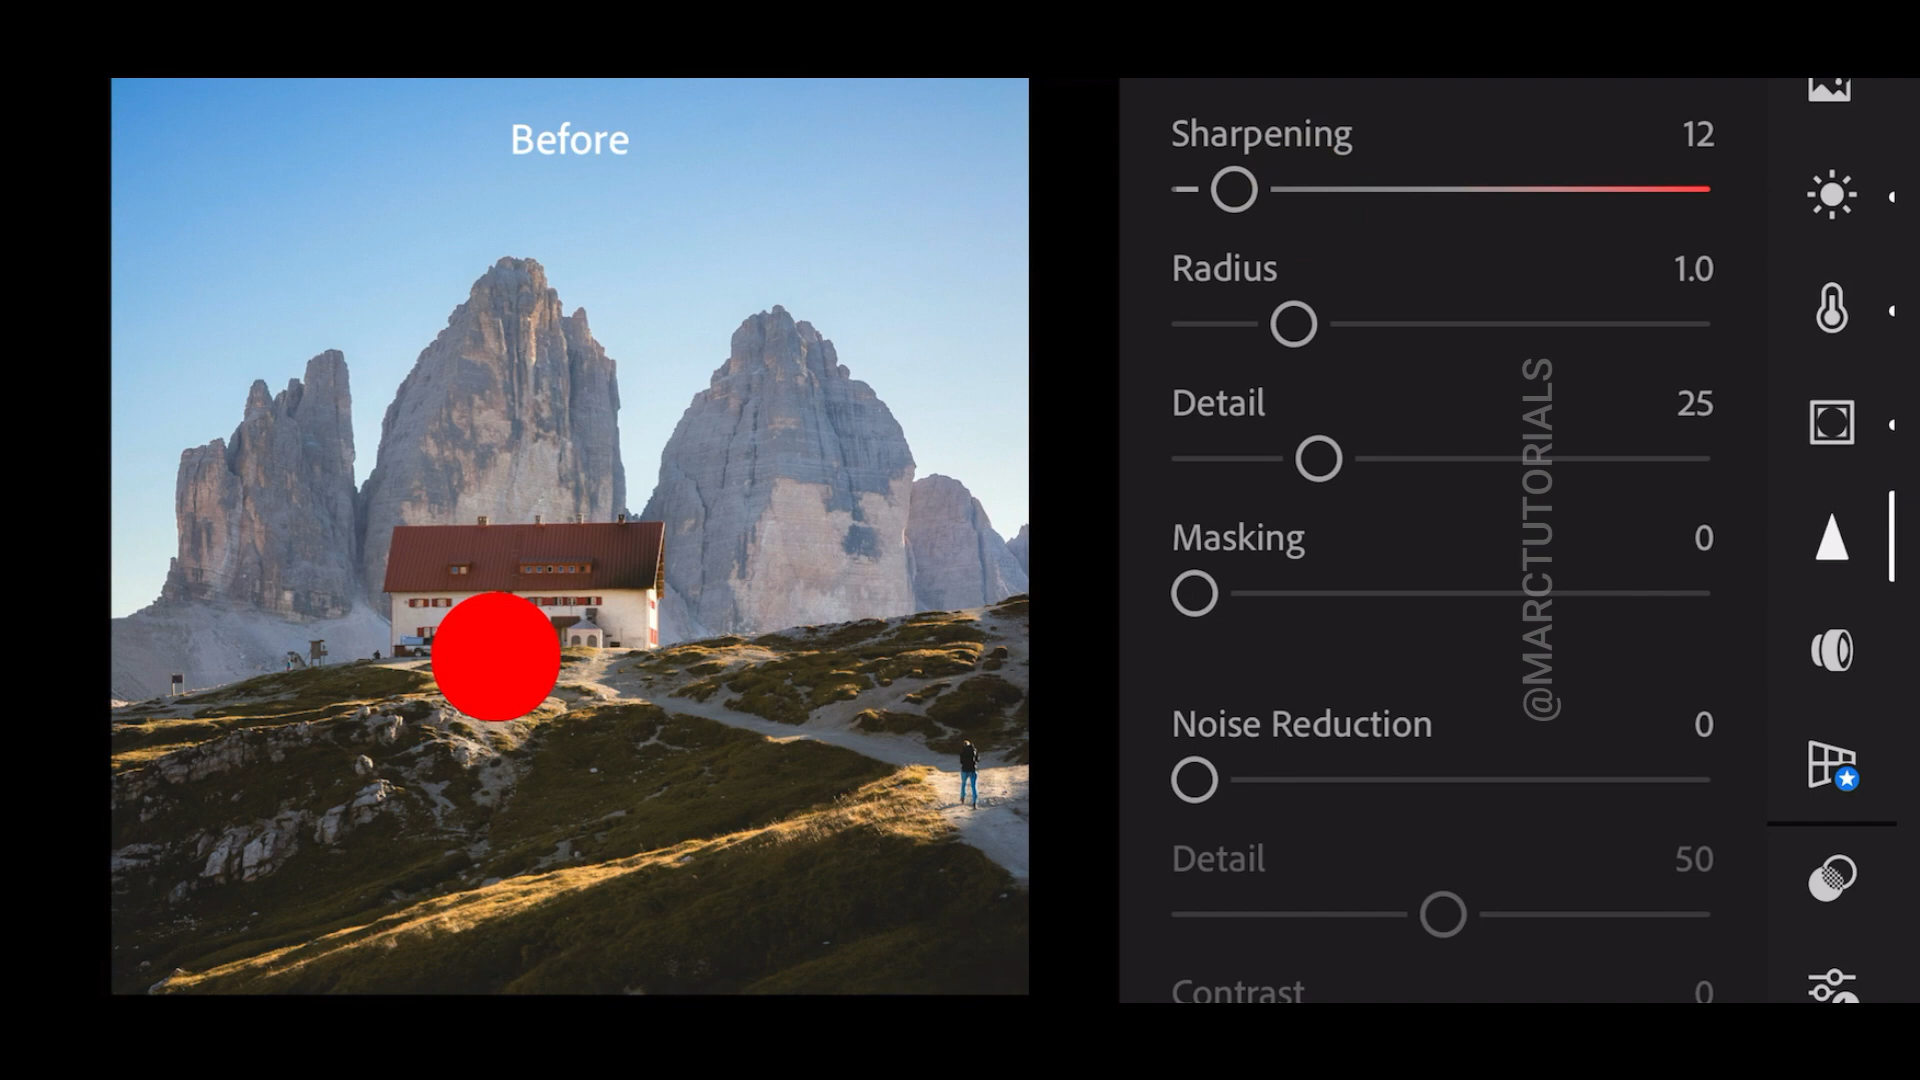 Before
Sharpening 12
Radius 1.0
Detail 25
Masking 0
Noise Reduction 0
Detail 50
Contrast 0
@MARCTUTORIALS